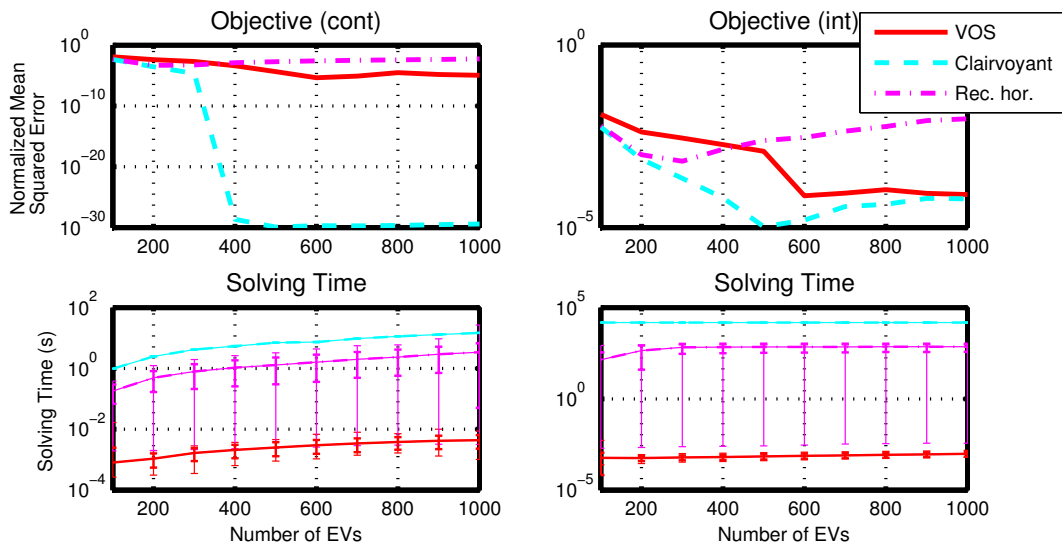 Objective (cont)
Normalized Mean
Squared Error
10^0
10^-10
10^-20
10^-30
200 400 600 800 1000
Objective (int)
10^0
10^-5
200 400 600 800 1000
VOS
Clairvoyant
Rec. hor.
Solving Time
Solving Time (s)
10^2
10^0
10^-2
10^-4
200 400 600 800 1000
Number of EVs
Solving Time
10^5
10^0
10^-5
200 400 600 800 1000
Number of EVs